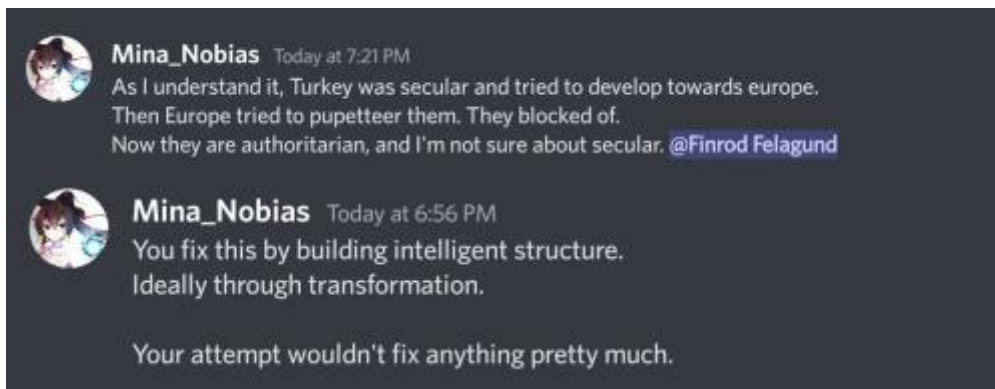 Mina_Nobias Today at 7:21 PM
As I understand it, Turkey was secular and tried to develop towards europe.
Then Europe tried to pupetteer them. They blocked of.
Now they are authoritarian, and I'm not sure about secular. @Finrod Felagund
Mina_Nobias Today at 6:56 PM
You fix this by building intelligent structure.
Ideally through transformation.
Your attempt wouldn't fix anything pretty much.